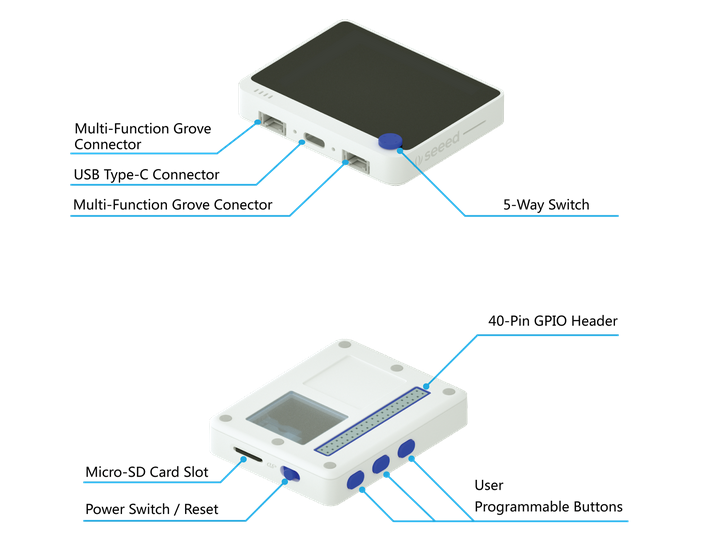 Multi-Function Grove
Connector
USB Type-C Connector
Multi-Function Grove Conector
seeed
5-Way Switch
40-Pin GPIO Header
Micro-SD Card Slot
Power Switch / Reset
User
Programmable Buttons